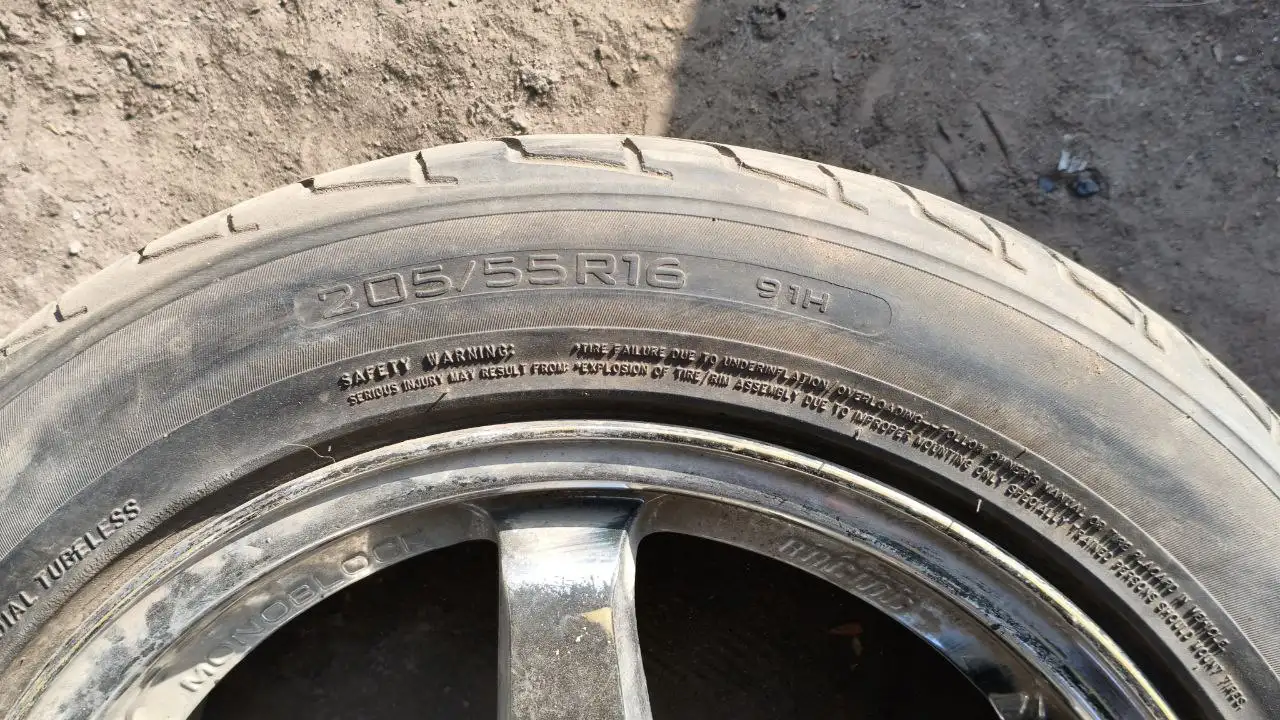 205/55R16 91H
SAFETY WARNING: *TIRE FAILURE DUE TO UNDERINFLATION/OVERLOADING - FOLLOW OWNER'S MANUAL OR TIRE PLACARD IN VEHICLE.
SERIOUS INJURY MAY RESULT FROM: *EXPLOSION OF TIRE/RIM ASSEMBLY DUE TO IMPROPER MOUNTING ONLY SPECIALLY TRAINED PERSONS SHOULD MOUNT TIRES.
TUBELESS
MONOBLOCK
RACING